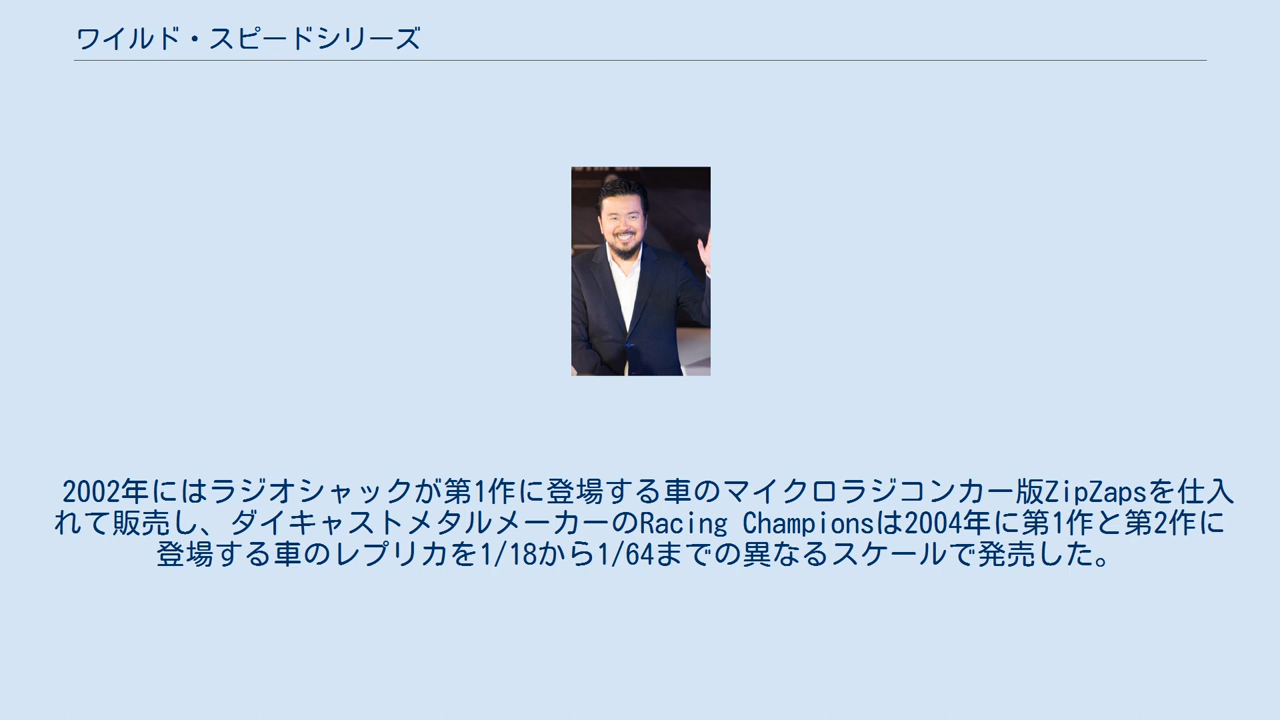 ワイルド・スピードシリーズ
2002年にはラジオシャックが第1作に登場する車のマイクロラジコンカー版ZipZapsを仕入
れて販売し、ダイキャストメタルメーカーのRacing Championsは2004年に第1作と第2作に
登場する車のレプリカを1/18から1/64までの異なるスケールで発売した。